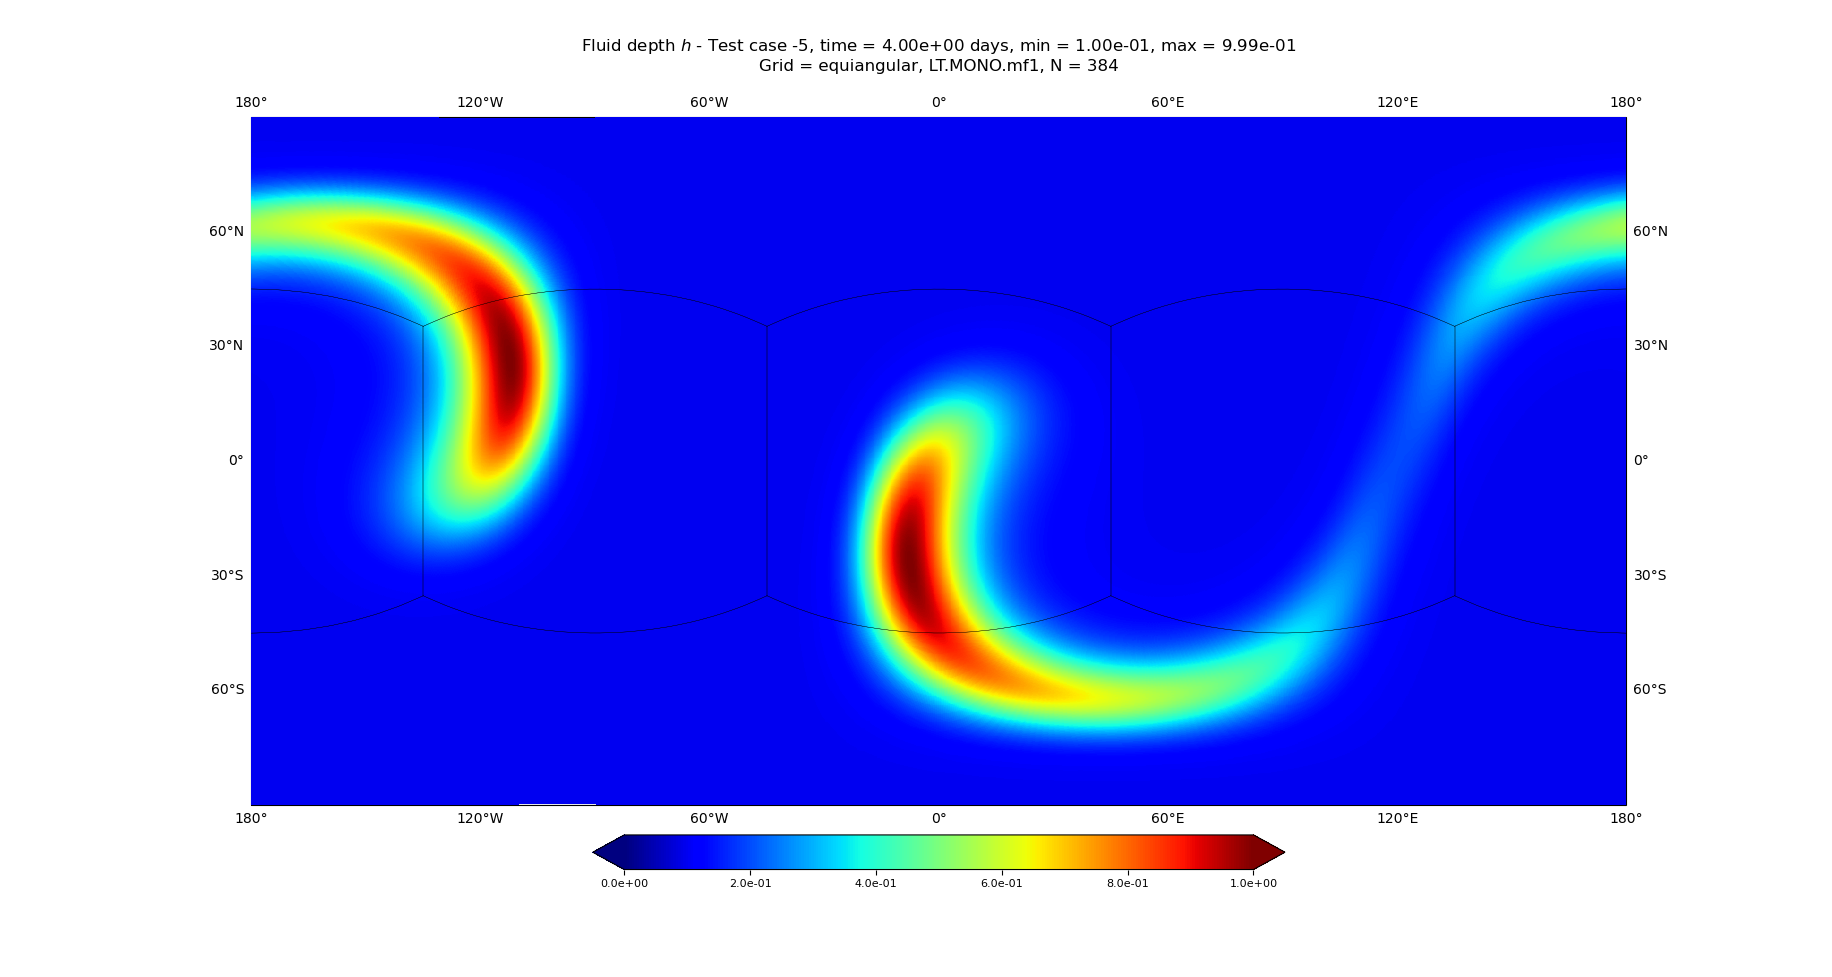 Fluid depth h - Test case -5, time = 4.00e+00 days, min = 1.00e-01, max = 9.99e-01
Grid = equiangular, LT.MONO.mf1, N = 384
180° 120°W 60°W 0° 60°E 120°E 180°
60°N 60°N
30°N 30°N
0° 0°
30°S 30°S
60°S 60°S
180° 120°W 60°W 0° 60°E 120°E 180°
0.0e+00 2.0e-01 4.0e-01 6.0e-01 8.0e-01 1.0e+00